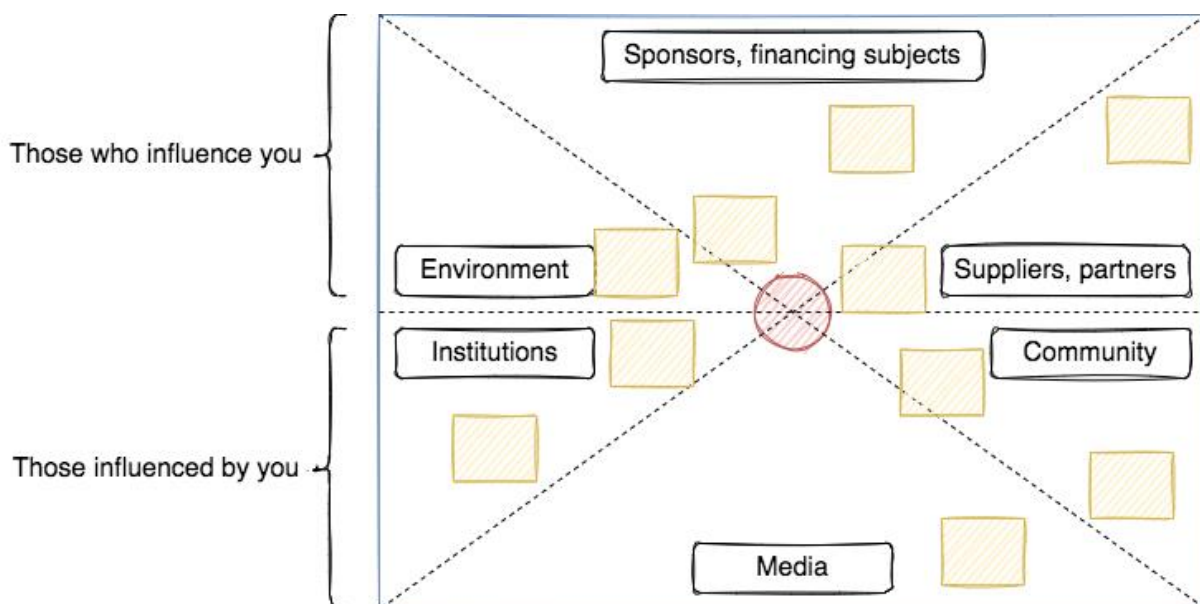 Sponsors, financing subjects
Those who influence you
Environment
Suppliers, partners
Institutions
Community
Those influenced by you
Media